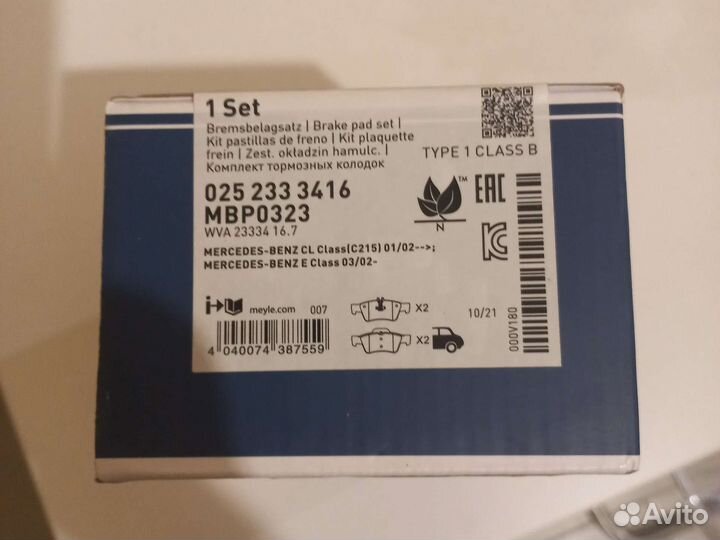 1 Set
Bremsbelagsatz | Brake pad set |
Kit pastillas de freno | Kit plaquette
frein | Zest. okładzin hamulc. |
Комплект тормозных колодок
TYPE 1 CLASS B
025 233 3416
MBP0323
WVA 23334 16.7
TM
N
EAC
MERCEDES-BENZ CL Class(C215) 01/02-->;
MERCEDES-BENZ E Class 03/02-
meyle.com 007
X2
10/21
X2
000V180
4 040074 387559
Avito